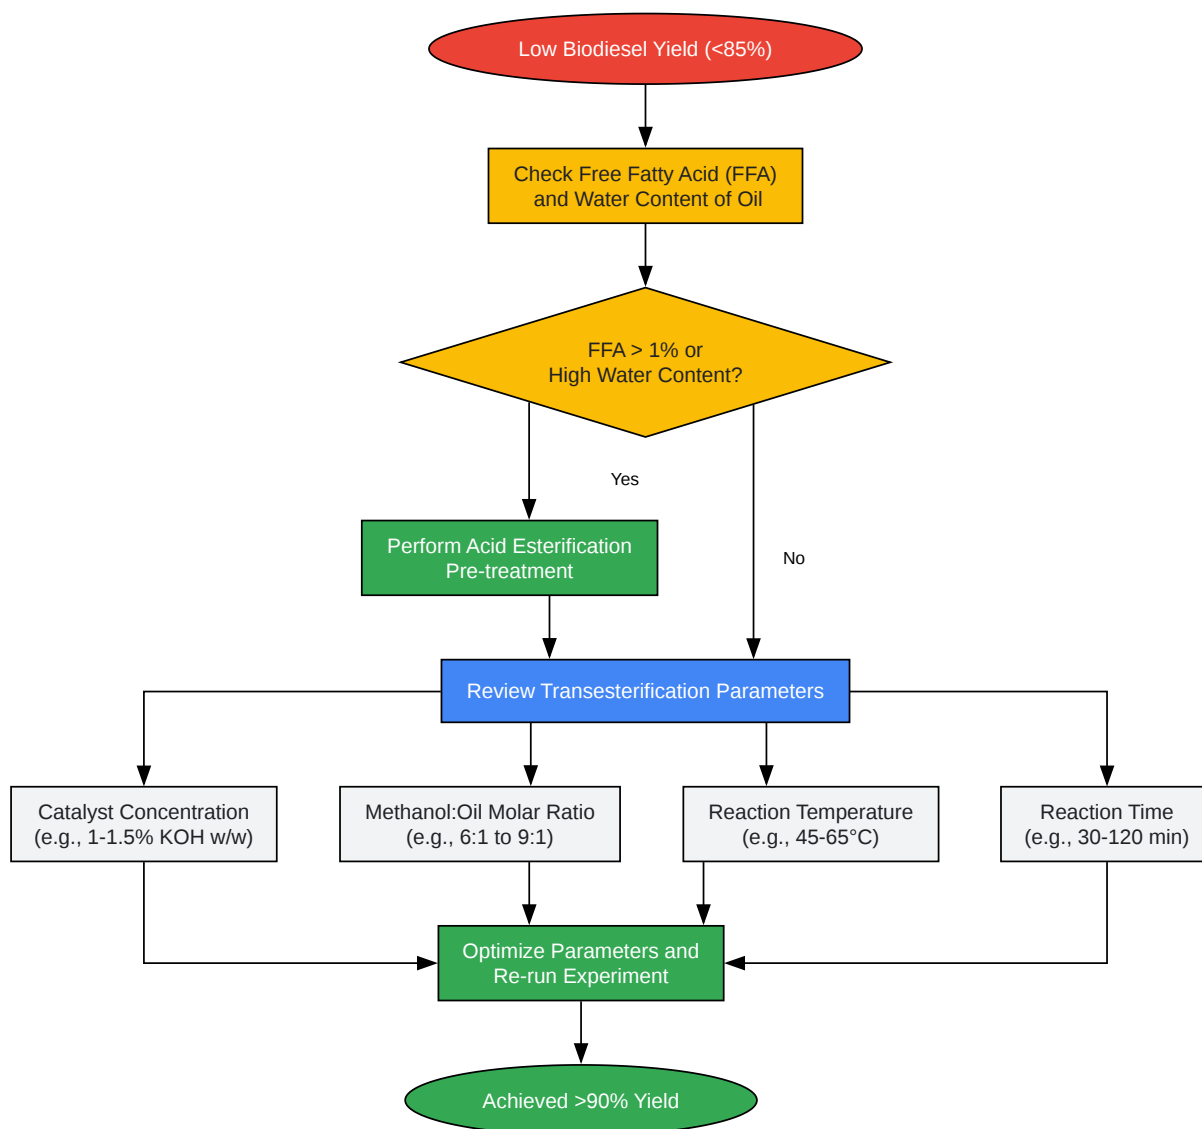 Low Biodiesel Yield (<85%)
Check Free Fatty Acid (FFA)
and Water Content of Oil
FFA > 1% or
High Water Content?
Yes
Perform Acid Esterification
Pre-treatment
No
Review Transesterification Parameters
Catalyst Concentration
(e.g., 1-1.5% KOH w/w)
Methanol:Oil Molar Ratio
(e.g., 6:1 to 9:1)
Reaction Temperature
(e.g., 45-65°C)
Reaction Time
(e.g., 30-120 min)
Optimize Parameters and
Re-run Experiment
Achieved >90% Yield